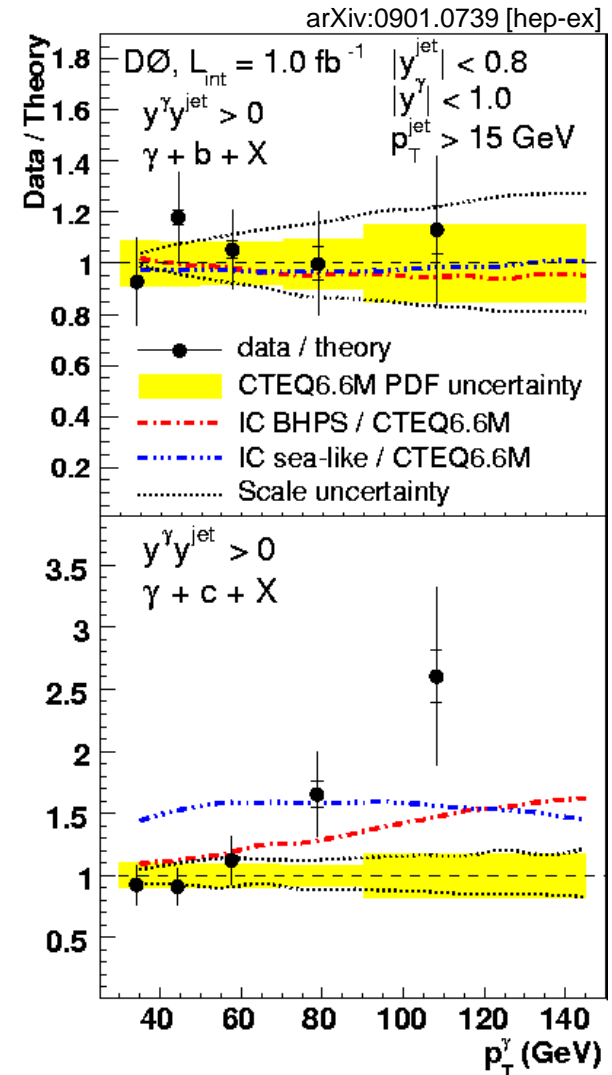 arXiv:0901.0739 [hep-ex]
DØ, L_int = 1.0 fb^-1
|y^jet| < 0.8
y^γ y^jet > 0
|y^γ| < 1.0
γ + b + X
p_T^jet > 15 GeV
Data / Theory
1.8
1.6
1.4
1.2
1
0.8
0.6
0.4
0.2
data / theory
CTEQ6.6M PDF uncertainty
IC BHPS / CTEQ6.6M
IC sea-like / CTEQ6.6M
Scale uncertainty
y^γ y^jet > 0
γ + c + X
3.5
3
2.5
2
1.5
1
0.5
40 60 80 100 120 140
p_T^γ (GeV)